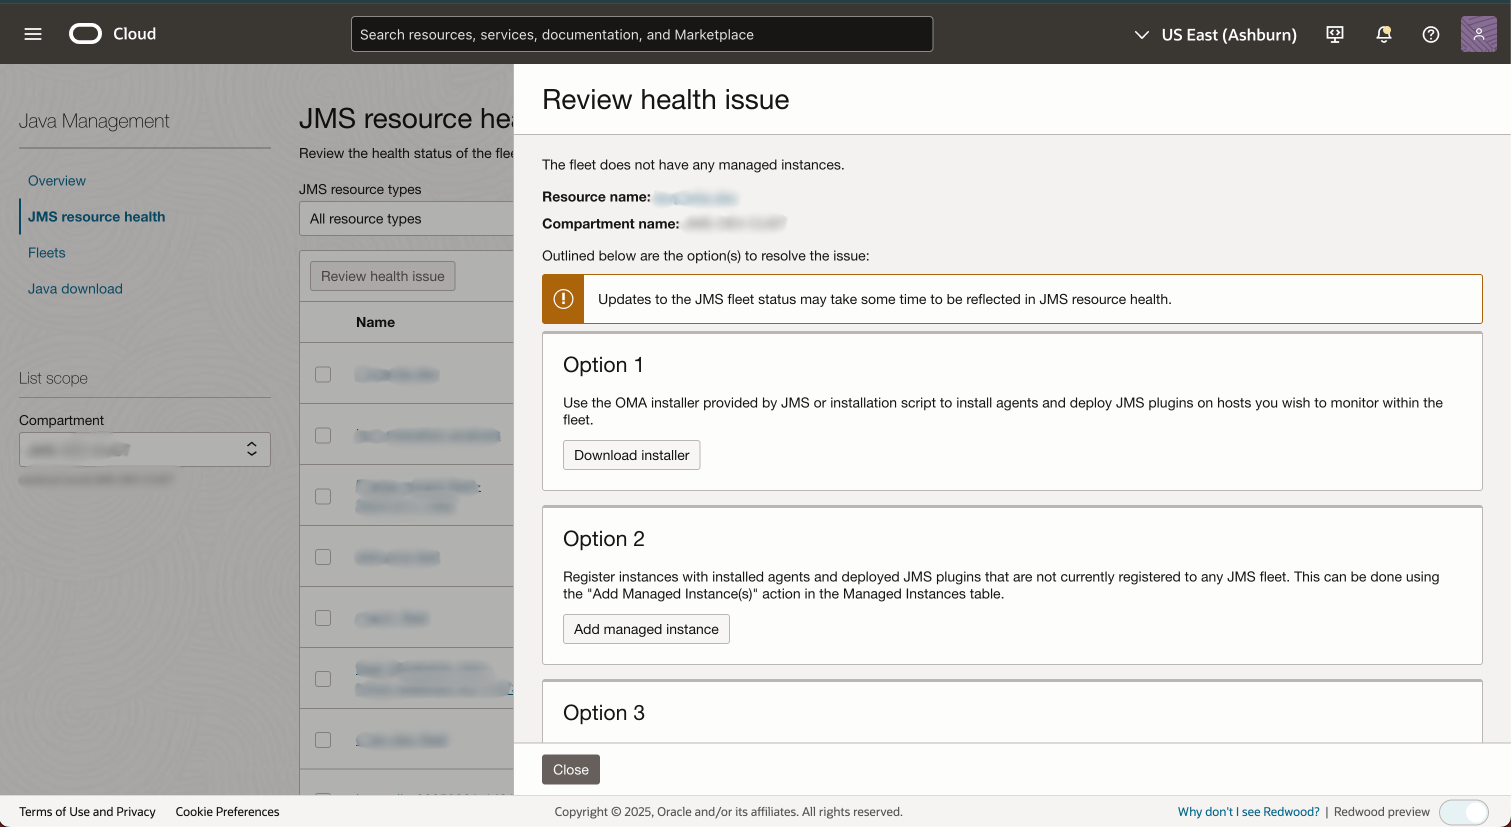 Cloud
Search resources, services, documentation, and Marketplace
US East (Ashburn)
Java Management
Overview
JMS resource health
Fleets
Java download
List scope
Compartment
JMS resource
Review the health status of the
JMS resource types
All resource types
Review health issue
Name
Review health issue
The fleet does not have any managed instances.
Resource name:
Compartment name:
Outlined below are the option(s) to resolve the issue:
Updates to the JMS fleet status may take some time to be reflected in JMS resource health.
Option 1
Use the OMA installer provided by JMS or installation script to install agents and deploy JMS plugins on hosts you wish to monitor within the
fleet.
Download installer
Option 2
Register instances with installed agents and deployed JMS plugins that are not currently registered to any JMS fleet. This can be done using
the "Add Managed Instance(s)" action in the Managed Instances table.
Add managed instance
Option 3
Close
Terms of Use and Privacy
Cookie Preferences
Copyright © 2025, Oracle and/or its affiliates. All rights reserved.
Why don't I see Redwood? | Redwood preview